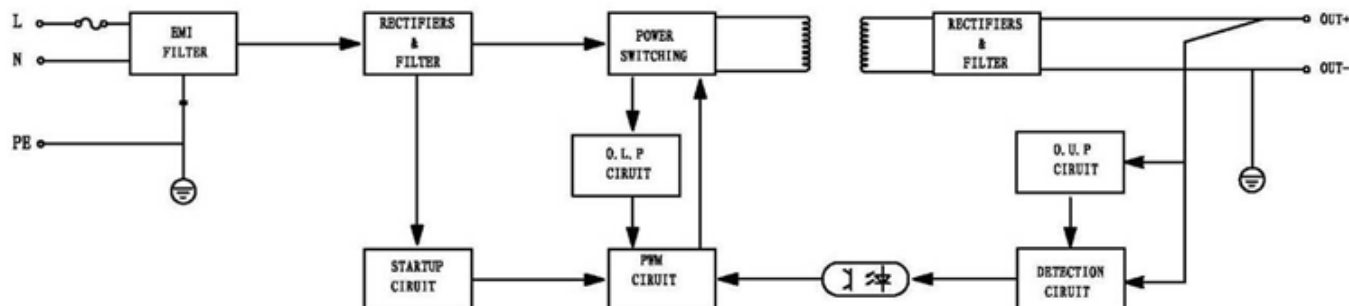 L
N
PE
EMI
FILTER
RECTIFIERS
&
FILTER
POWER
SWITCHING
RECTIFIERS
&
FILTER
OUT+
OUT-
O.L.P
CIRUIT
O.U.P
CIRUIT
STARTUP
CIRUIT
PWM
CIRUIT
DETECTION
CIRUIT